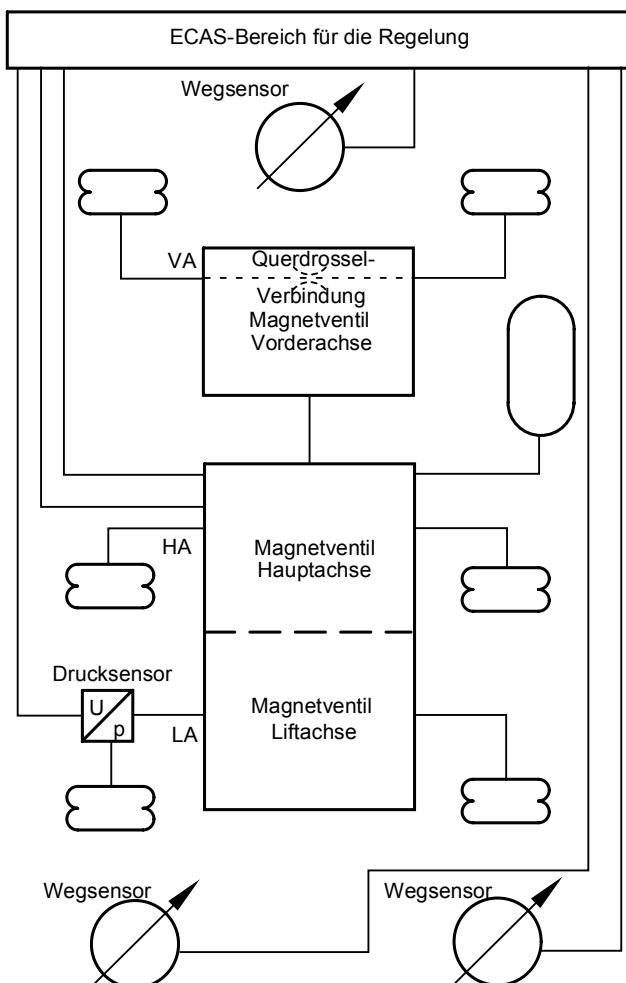 ECAS-Bereich für die Regelung
Wegsensor
VA
Querdrossel-
Verbindung
Magnetventil
Vorderachse
HA
Magnetventil
Hauptachse
Drucksensor
U
p
LA
Magnetventil
Liftachse
Wegsensor
Wegsensor